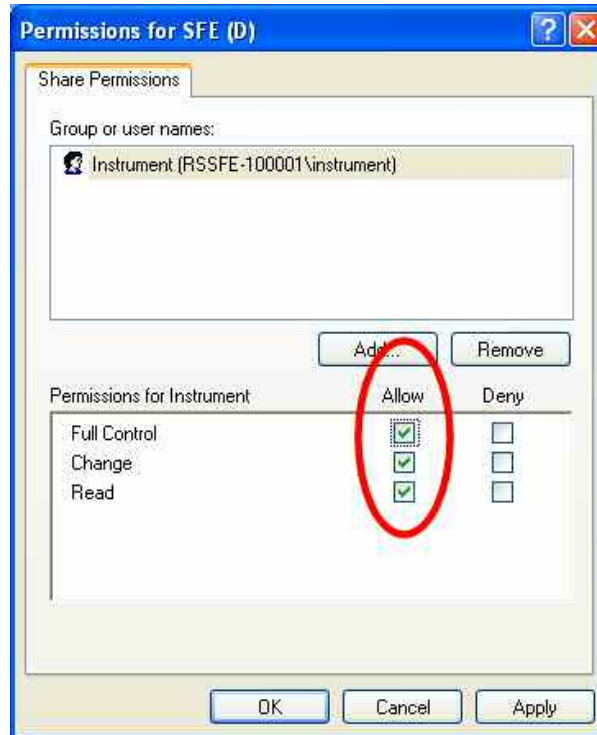 Permissions for SFE (D)
Share Permissions
Group or user names:
Instrument (RSSFE-100001\instrument)
Add... Remove
Permissions for Instrument Allow Deny
Full Control
Change
Read
OK Cancel Apply